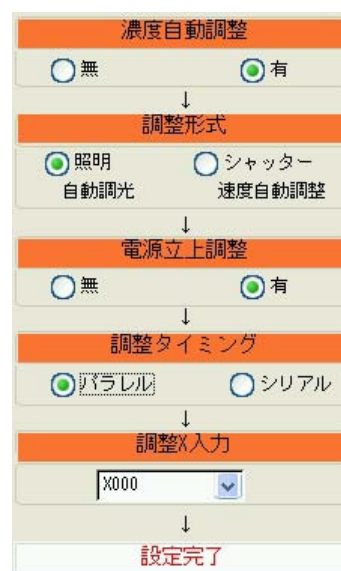 濃度自動調整
無 有
↓
調整形式
照明 シャッター
自動調光 速度自動調整
↓
電源立上調整
無 有
↓
調整タイミング
パラレル シリアル
↓
調整X入力
X000
↓
設定完了